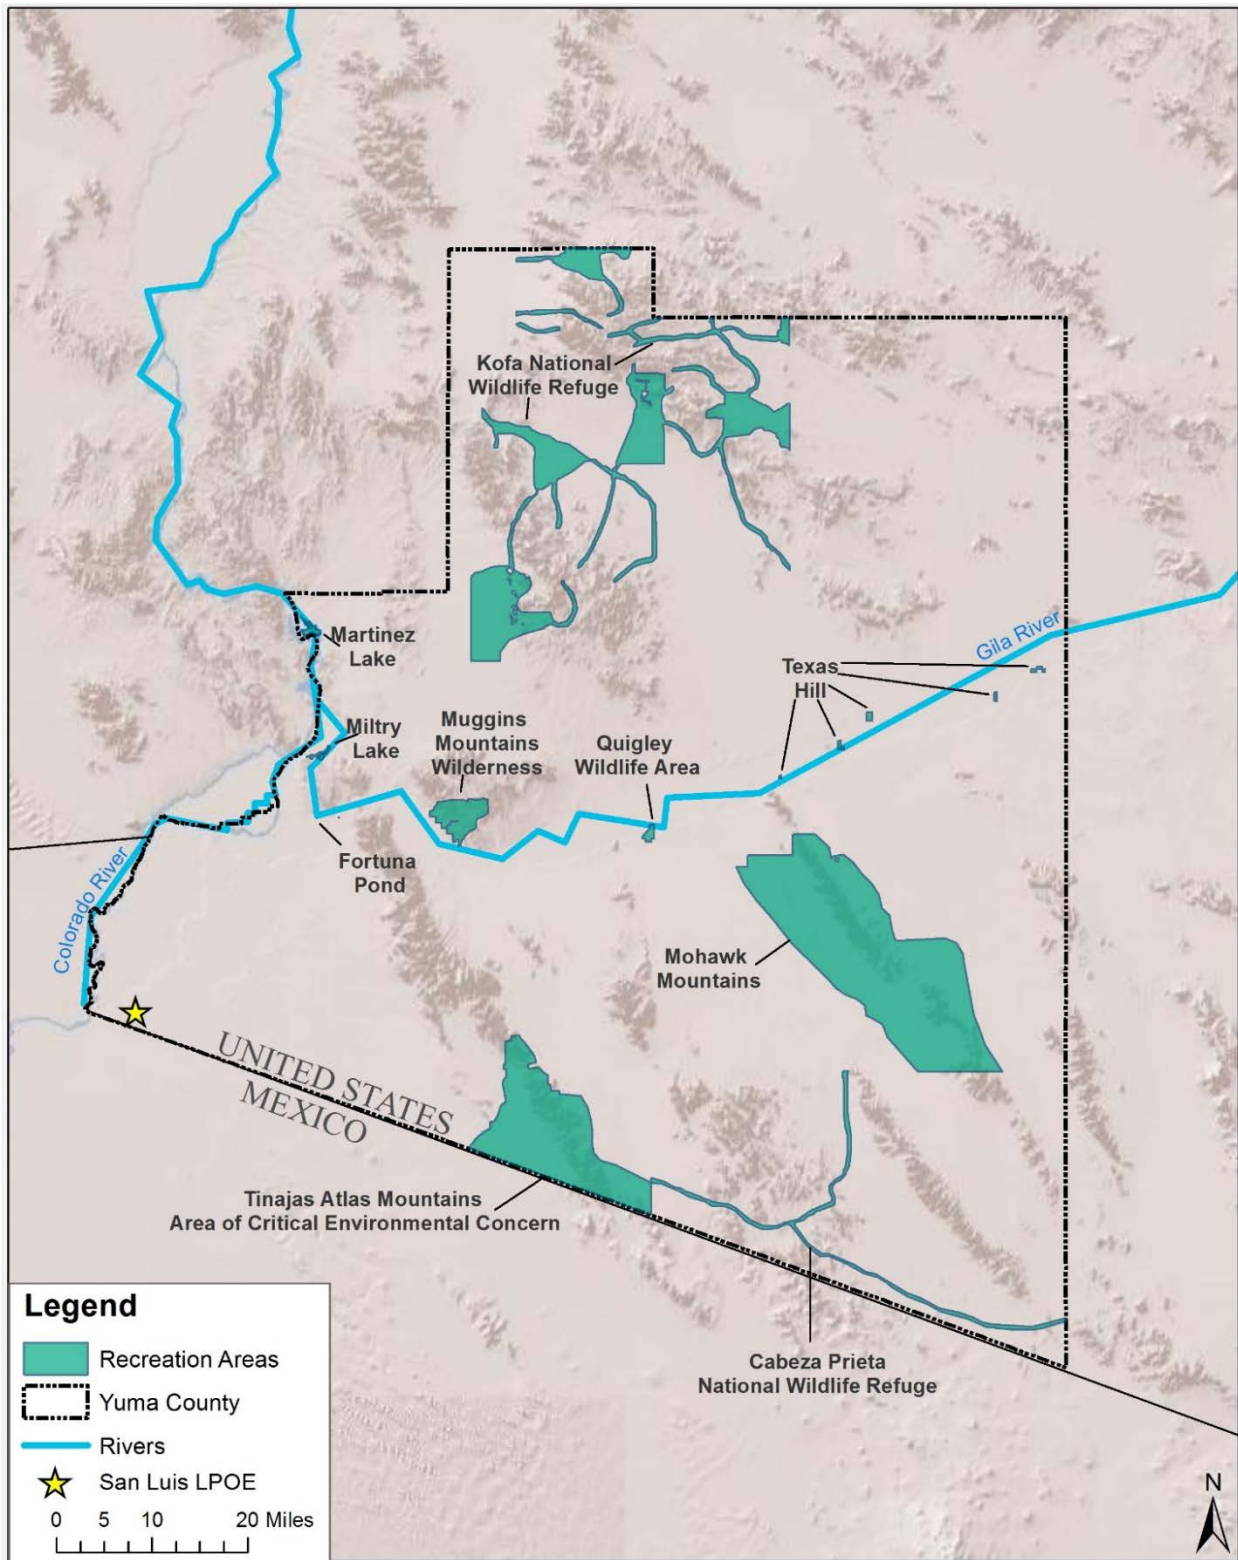 Kofa National
Wildlife Refuge
Martinez
Lake
Gila River
Texas
Hill
Miltry
Lake
Muggins
Mountains
Wilderness
Quigley
Wildlife Area
Fortuna
Pond
Colorado River
Mohawk
Mountains
UNITED STATES
MEXICO
Tinajas Atlas Mountains
Area of Critical Environmental Concern
Cabeza Prieta
National Wildlife Refuge
Legend
Recreation Areas
Yuma County
Rivers
San Luis LPOE
0 5 10 20 Miles
N